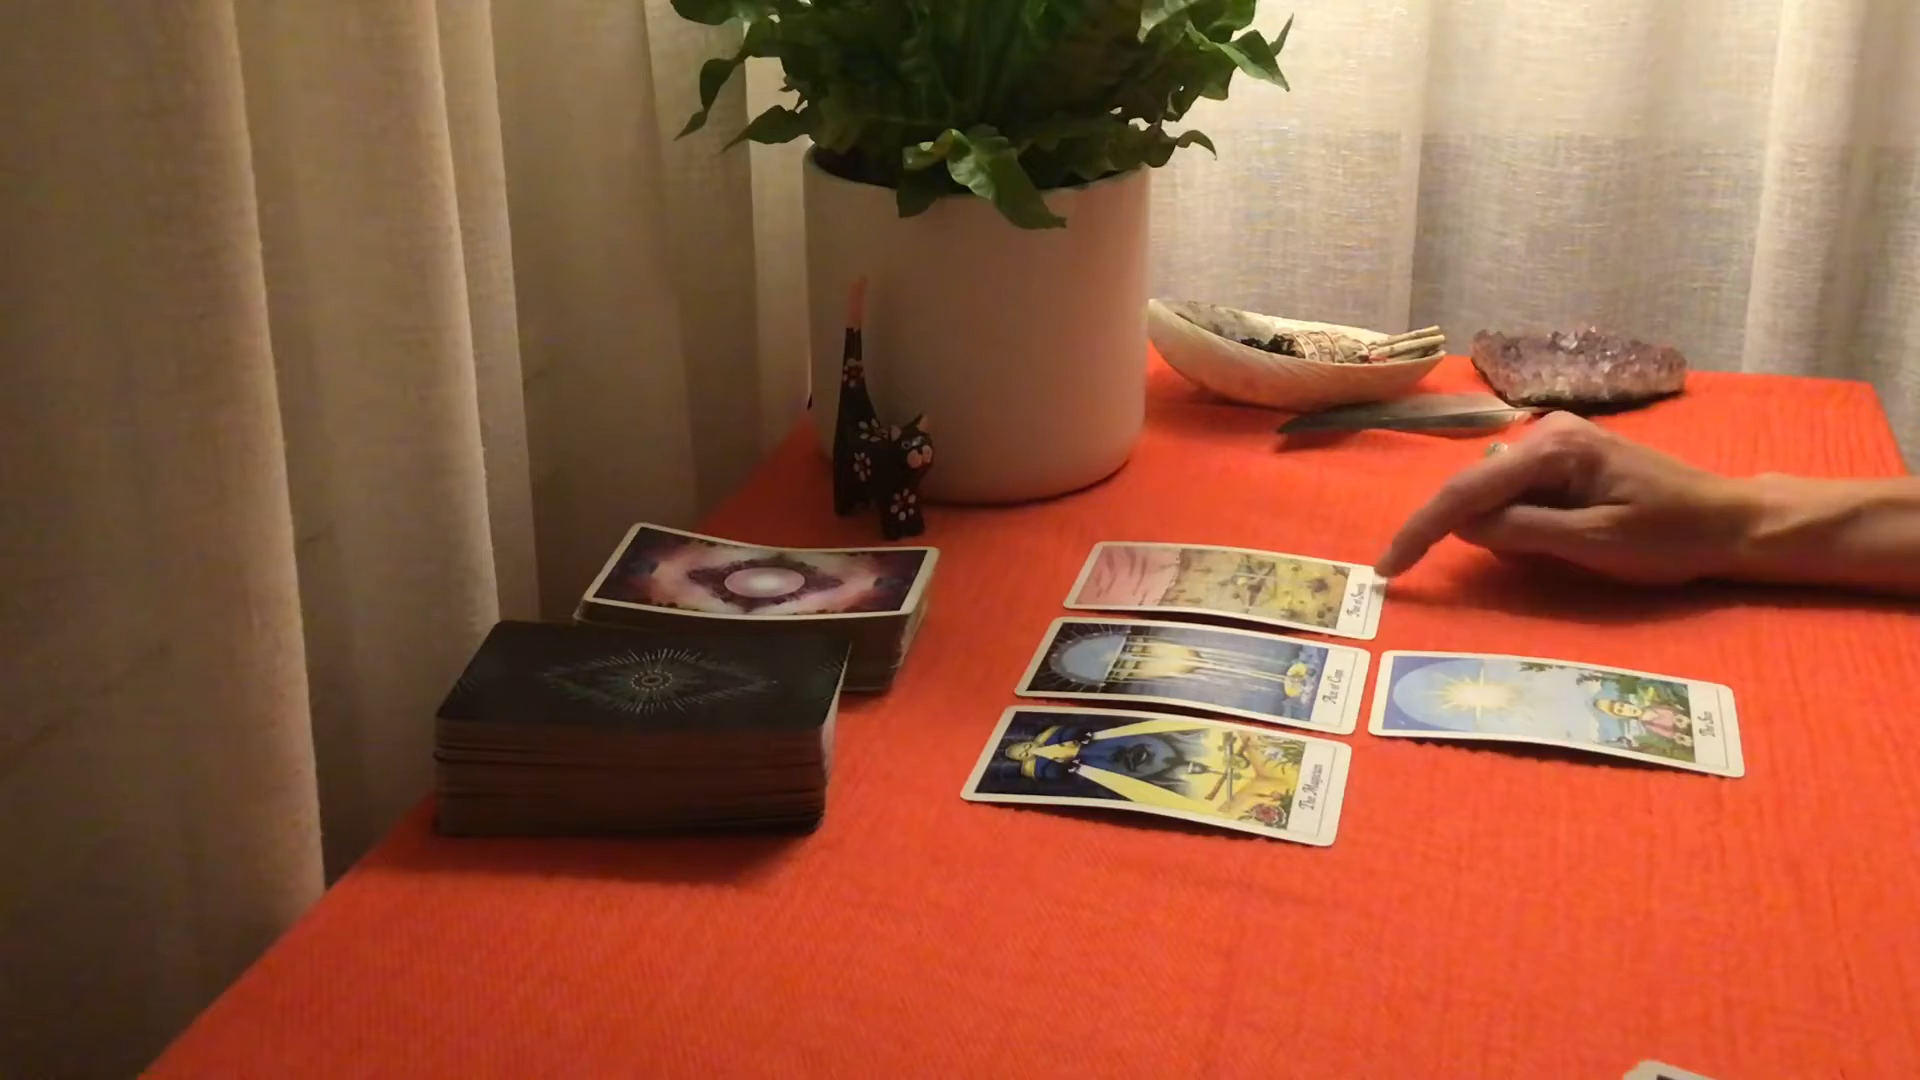 Ace of Cups
The Sun
The Magician